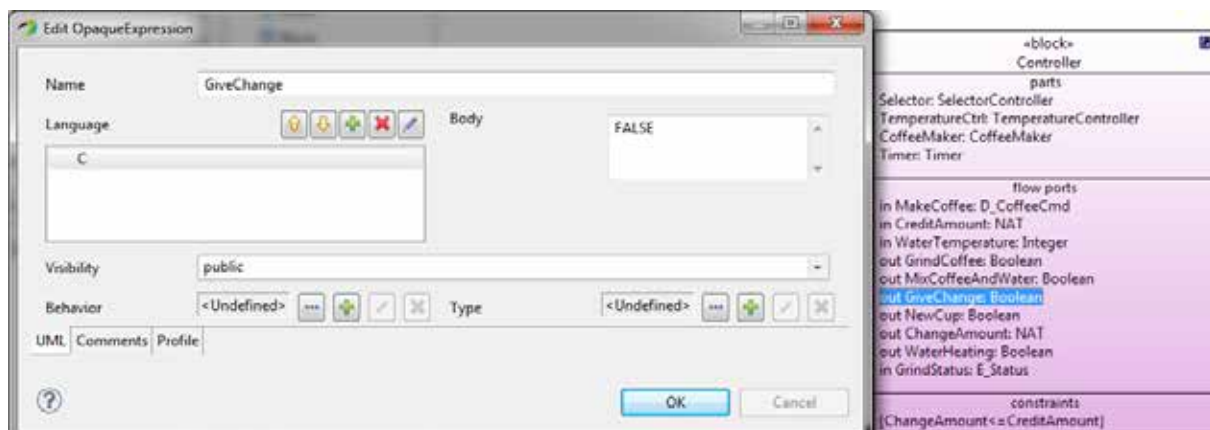 Edit OpaqueExpression
Name GiveChange
Language
Body FALSE
C
Visibility public
Behavior <Undefined> Type <Undefined>
UML Comments Profile
OK Cancel
«block»
Controller
parts
Selector: SelectorController
TemperatureCtrl: TemperatureController
CoffeeMaker: CoffeeMaker
Timer: Timer
flow ports
in MakeCoffee: D_CoffeeCmd
in CreditAmount: NAT
in WaterTemperature: Integer
out GrindCoffee: Boolean
out MixCoffeeAndWater: Boolean
out GiveChange: Boolean
out NewCup: Boolean
out ChangeAmount: NAT
out WaterHeating: Boolean
in GrindStatus: E_Status
constraints
{ChangeAmount<=CreditAmount}